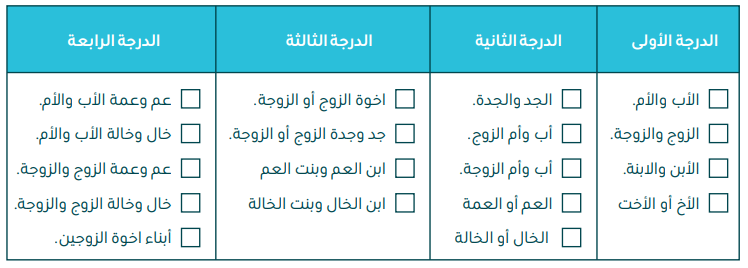 الدرجة الأولى
الأب والأم.
الزوج والزوجة.
الأبن والابنة.
الأخ أو الأخت
الدرجة الثانية
الجد والجدة.
أب وأم الزوج.
أب وأم الزوجة.
العم أو العمة
الخال أو الخالة
الدرجة الثالثة
اخوة الزوج أو الزوجة.
جد وجدة الزوج أو الزوجة.
ابن العم وبنت العم
ابن الخال وبنت الخالة
الدرجة الرابعة
عم وعمة الأب والأم.
خال وخالة الأب والأم.
عم وعمة الزوج والزوجة.
خال وخالة الزوج والزوجة.
أبناء اخوة الزوجين.